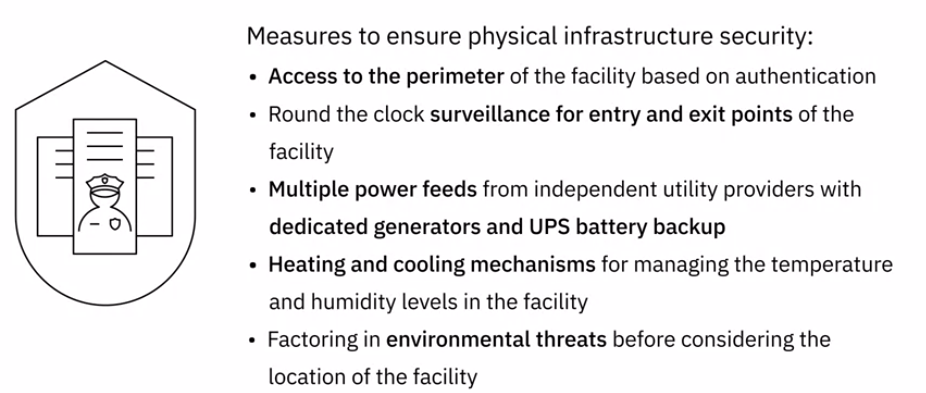 Measures to ensure physical infrastructure security:
• Access to the perimeter of the facility based on authentication
• Round the clock surveillance for entry and exit points of the
facility
• Multiple power feeds from independent utility providers with
dedicated generators and UPS battery backup
• Heating and cooling mechanisms for managing the temperature
and humidity levels in the facility
• Factoring in environmental threats before considering the
location of the facility